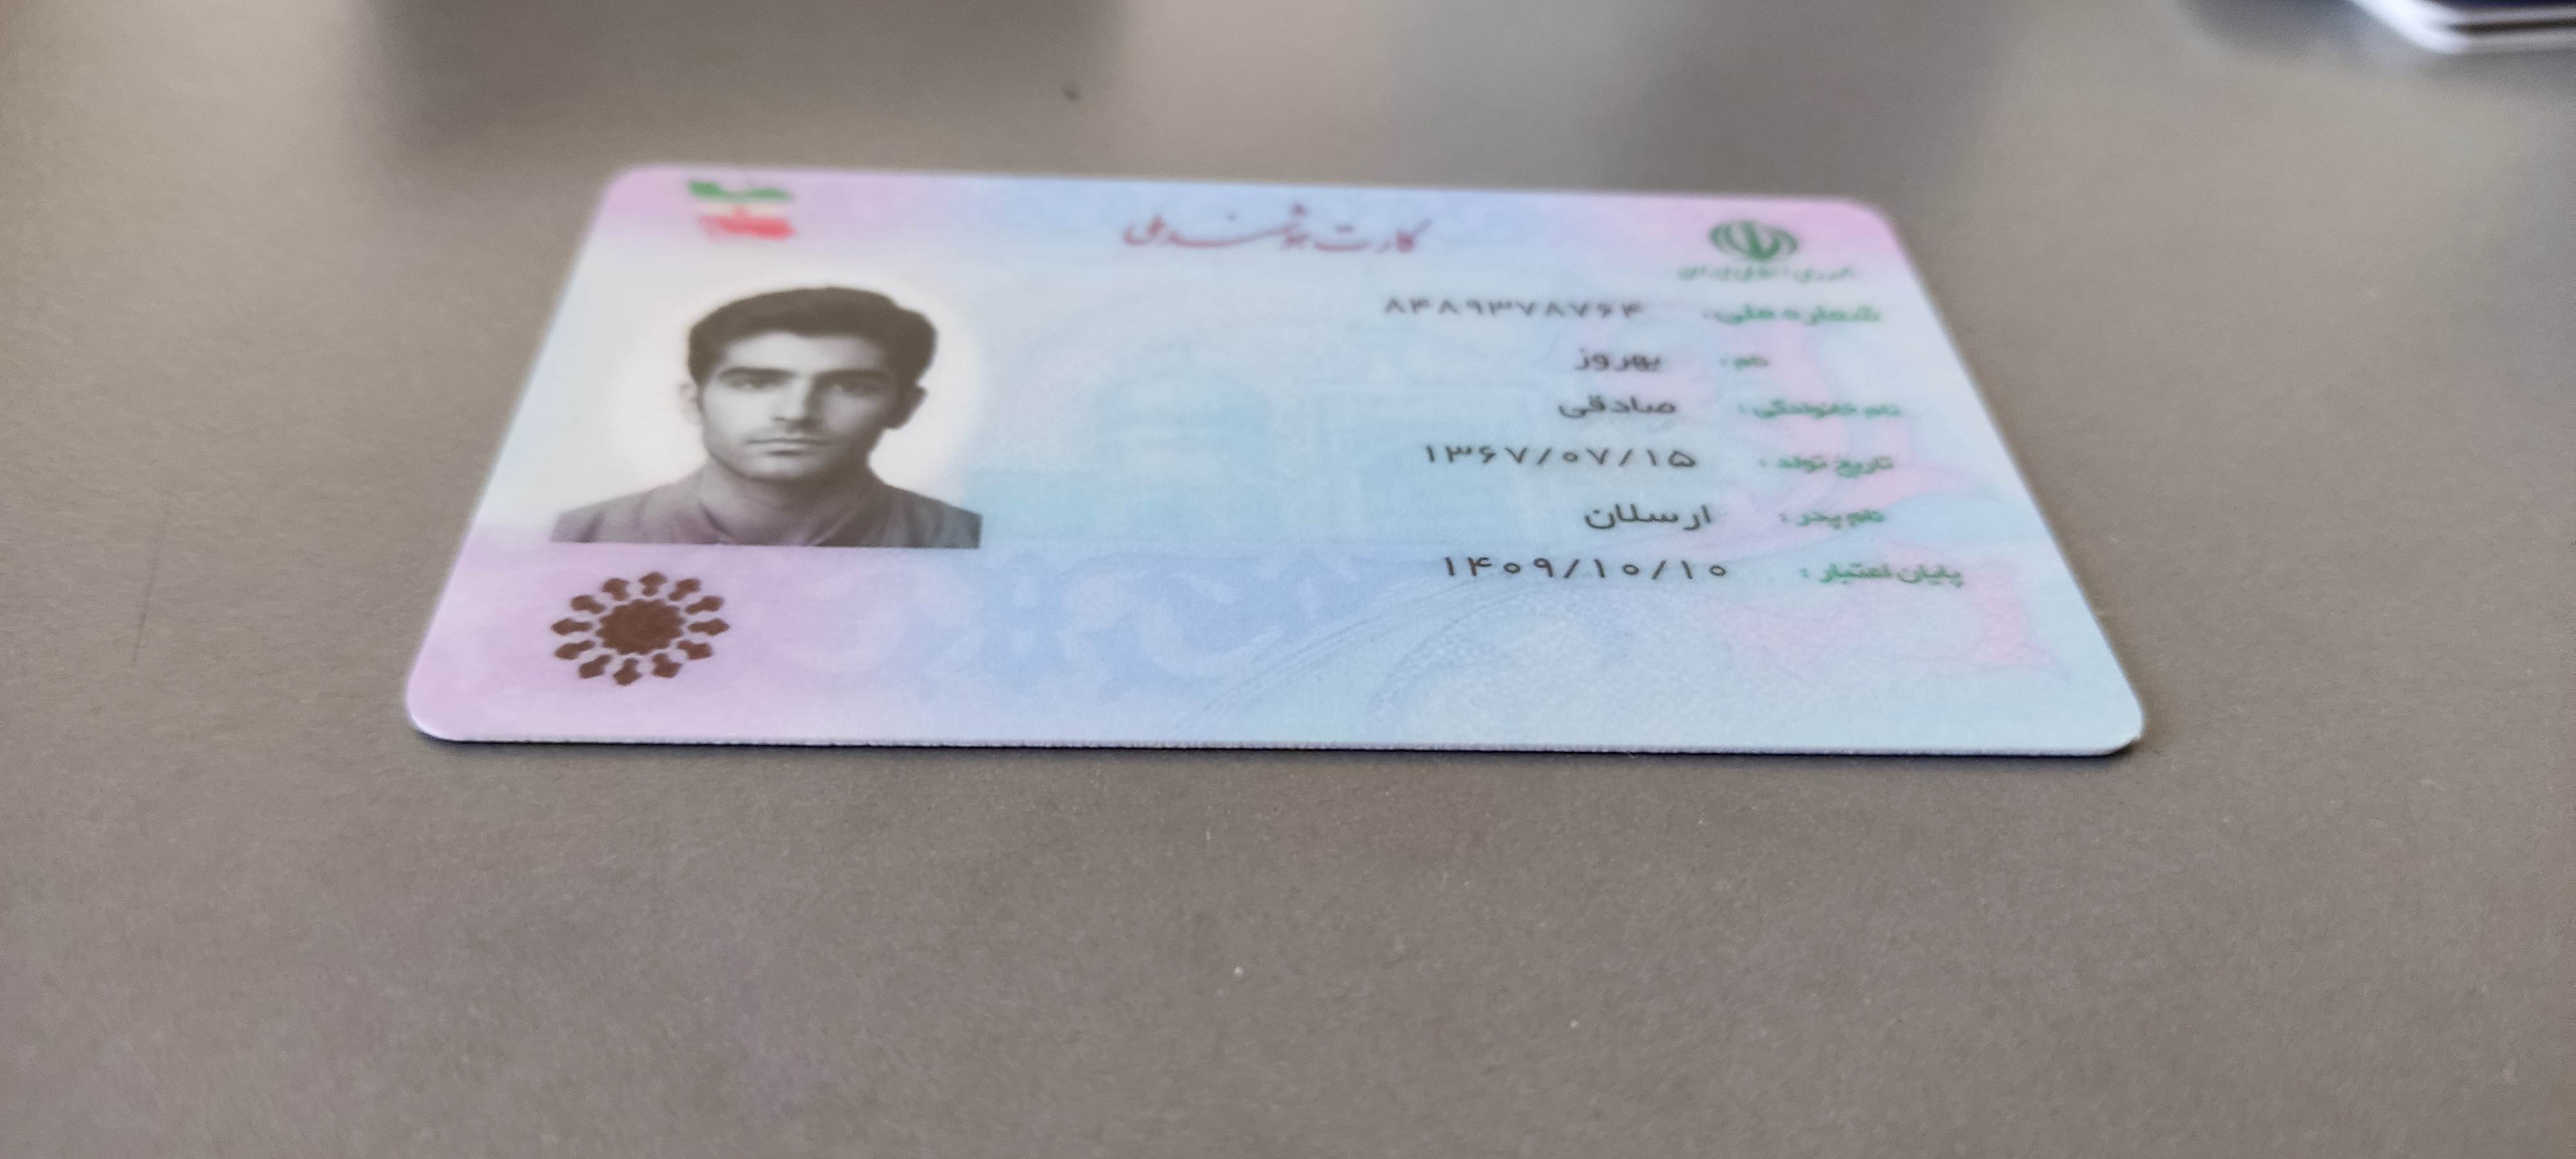 کارت هوشمند ملی
جمهوری اسلامی ایران
شماره ملی: ۸۴۸۹۳۷۸۷۶۴
نام: بهروز
نام خانوادگی: صادقی
تاریخ تولد: ۱۳۶۷/۰۷/۱۵
نام پدر: ارسلان
پایان اعتبار: ۱۴۰۹/۱۰/۱۰